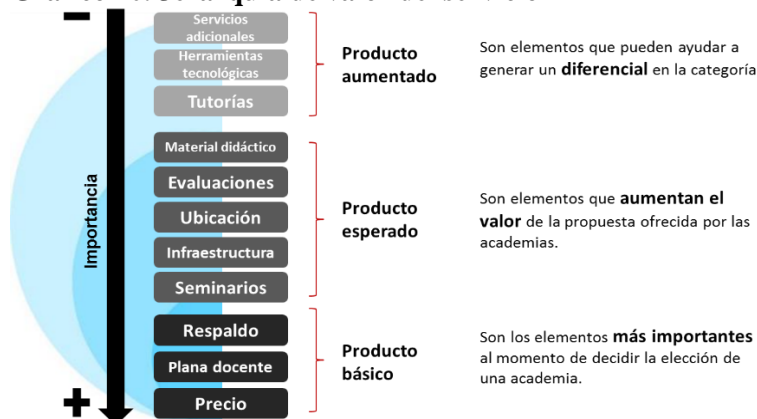 Servicios
adicionales
Herramientas
tecnológicas
Tutorías
Producto
aumentado
Son elementos que pueden ayudar a
generar un diferencial en la categoría
Material didáctico
Evaluaciones
Ubicación
Infraestructura
Seminarios
Producto
esperado
Son elementos que aumentan el
valor de la propuesta ofrecida por las
academias.
Respaldo
Plana docente
Precio
Producto
básico
Son los elementos más importantes
al momento de decidir la elección de
una academia.
Importancia